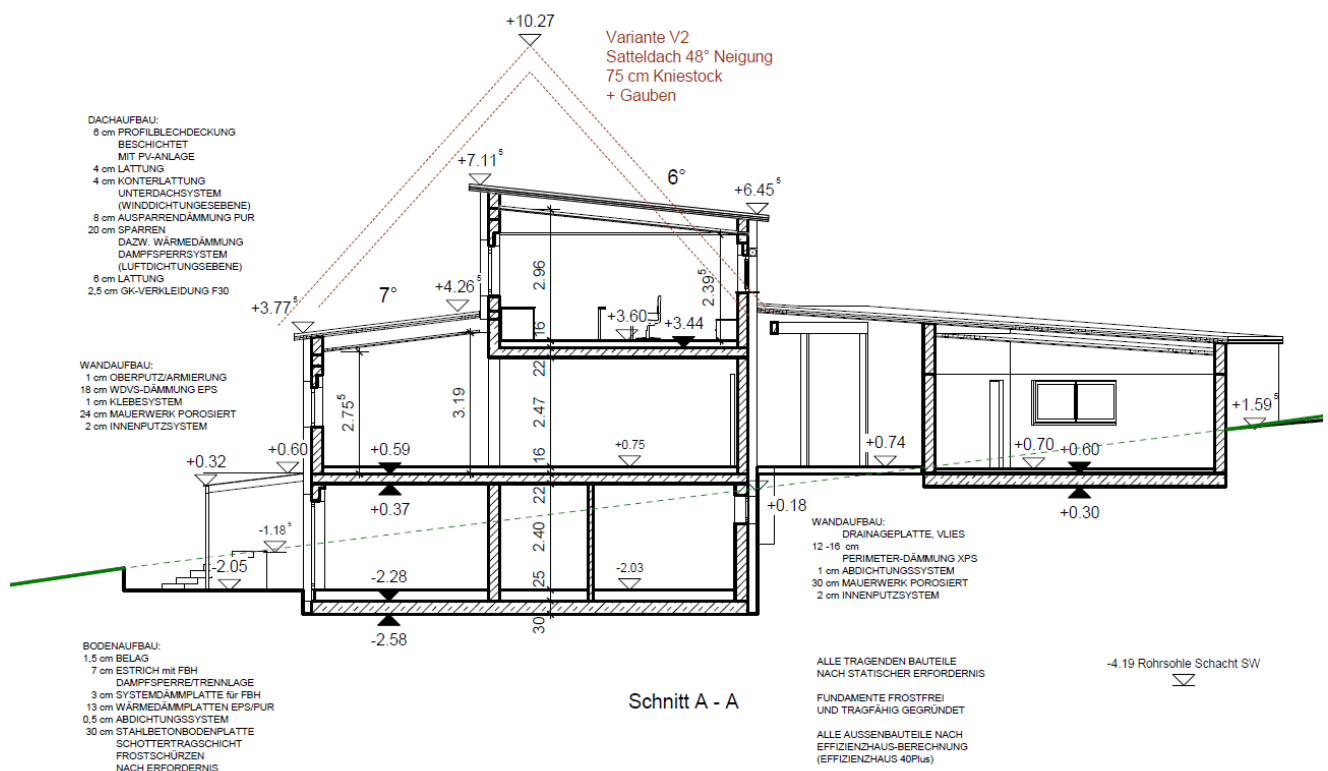 +10.27
Variante V2
Satteldach 48° Neigung
75 cm Kniestock
+ Gauben
DACHAUFBAU:
6 cm PROFILBLECHDECKUNG
BESCHICHTET
MIT PV-ANLAGE
4 cm LATTUNG
4 cm KONTERLATTUNG
UNTERDACHSYSTEM
(WINDDICHTUNGSEBENE)
8 cm AUSPARRENDÄMMUNG PUR
20 cm SPARREN
DAZW. WÄRMEDÄMMUNG
DAMPFSPERRSYSTEM
(LUFTDICHTUNGSEBENE)
6 cm LATTUNG
2,5 cm GK-VERKLEIDUNG F30
+7.11⁵
6°
+6.45⁵
2.96
2.39⁵
7°
+4.26⁵
+3.77⁵
+3.60
+3.44
16
22
WANDAUFBAU:
1 cm OBERPUTZ/ARMIERUNG
18 cm WDVS-DÄMMUNG EPS
1 cm KLEBESYSTEM
24 cm MAUERWERK POROSIERT
2 cm INNENPUTZSYSTEM
2.75⁵
3.19
2.47
+1.59⁵
+0.32
+0.60
+0.59
+0.75
+0.74
+0.70
+0.60
16
22
+0.37
+0.18
+0.30
-1.18⁵
-2.05
2.40
-2.28
-2.03
25
30
-2.58
WANDAUFBAU:
DRAINAGEPLATTE, VLIES
12 -16 cm
PERIMETER-DÄMMUNG XPS
1 cm ABDICHTUNGSSYSTEM
30 cm MAUERWERK POROSIERT
2 cm INNENPUTZSYSTEM
BODENAUFBAU:
1,5 cm BELAG
7 cm ESTRICH mit FBH
DAMPFSPERRE/TRENNLAGE
3 cm SYSTEMDÄMMPLATTE für FBH
13 cm WÄRMEDÄMMPLATTEN EPS/PUR
0,5 cm ABDICHTUNGSSYSTEM
30 cm STAHLBETONBODENPLATTE
SCHOTTERTRAGSCHICHT
FROSTSCHÜRZEN
NACH ERFORDERNIS
Schnitt A - A
ALLE TRAGENDEN BAUTEILE
NACH STATISCHER ERFORDERNIS
FUNDAMENTE FROSTFREI
UND TRAGFÄHIG GEGRÜNDET
ALLE AUSSENBAUTEILE NACH
EFFIZIENZHAUS-BERECHNUNG
(EFFIZIENZHAUS 40Plus)
-4.19 Rohrsohle Schacht SW